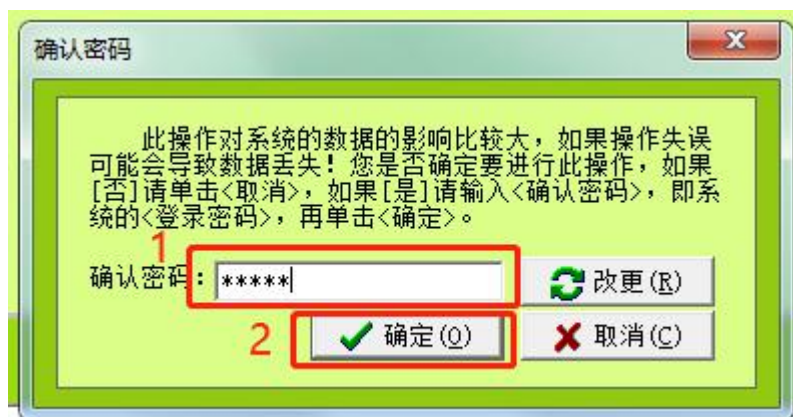 确认密码
此操作对系统的数据的影响比较大，如果操作失误
可能会导致数据丢失！您是否确定要进行此操作，如果
[否]请单击<取消>，如果[是]请输入<确认密码>，即系
统的<登录密码>，再单击<确定>。
1
确认密码：*****
改更(R)
2
确定(O)
取消(C)